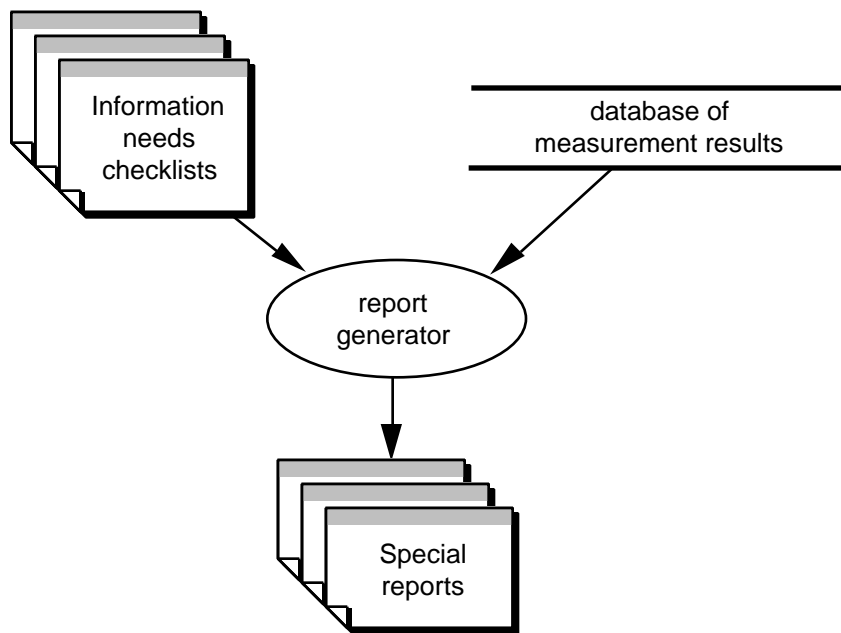 Information
needs
checklists
database of
measurement results
report
generator
Special
reports